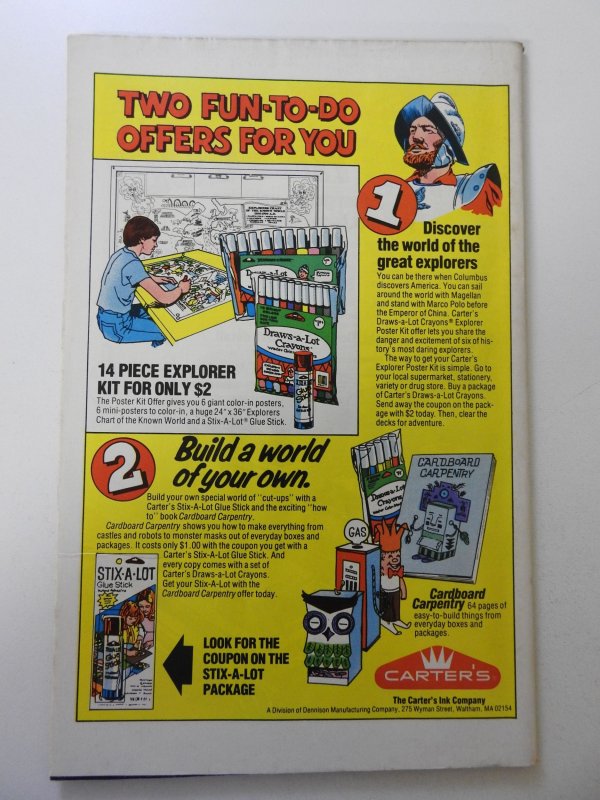 TWO FUN-TO-DO
OFFERS FOR YOU
1
Discover
the world of the
great explorers
You can be there when Columbus
discovers America. You can sail
around the world with Magellan
and stand with Marco Polo before
the Emperor of China. Carter's
Draws-a-Lot Crayons® Explorer
Poster Kit offer lets you share the
danger and excitement of six of his-
tory's most daring explorers.
The way to get your Carter's
Explorer Poster Kit is simple. Go to
your local supermarket, stationery,
variety or drug store. Buy a package
of Carter's Draws-a-Lot Crayons.
Send away the coupon on the pack-
age with $2 today. Then, clear the
decks for adventure.
Draws-a-Lot
Draws-a-Lot
Crayons
14 PIECE EXPLORER
KIT FOR ONLY $2
The Poster Kit Offer gives you 6 giant color-in posters,
6 mini-posters to color-in, a huge 24" x 36" Explorers
Chart of the Known World and a Stix-A-Lot® Glue Stick.
2
Build a world
of your own.
Build your own special world of "cut-ups" with a
Carter's Stix-A-Lot Glue Stick and the exciting "how
to" book Cardboard Carpentry.
Cardboard Carpentry shows you how to make everything from
castles and robots to monster masks out of everyday boxes and
packages. It costs only $1.00 with the coupon you get with a
Carter's Stix-A-Lot Glue Stick. And
every copy comes with a set of
Carter's Draws-a-Lot Crayons.
Get your Stix-A-Lot with the
Cardboard Carpentry offer today.
STIX-A-LOT
Glue Stick
LOOK FOR THE
COUPON ON THE
STIX-A-LOT
PACKAGE
Draws-a-Lot
Crayons
CARDBOARD
CARPENTRY
GAS
Cardboard
Carpentry 64 pages of
easy-to-build things from
everyday boxes and
packages.
CARTER'S
The Carter's Ink Company
A Division of Dennison Manufacturing Company, 275 Wyman Street, Waltham, MA 02154